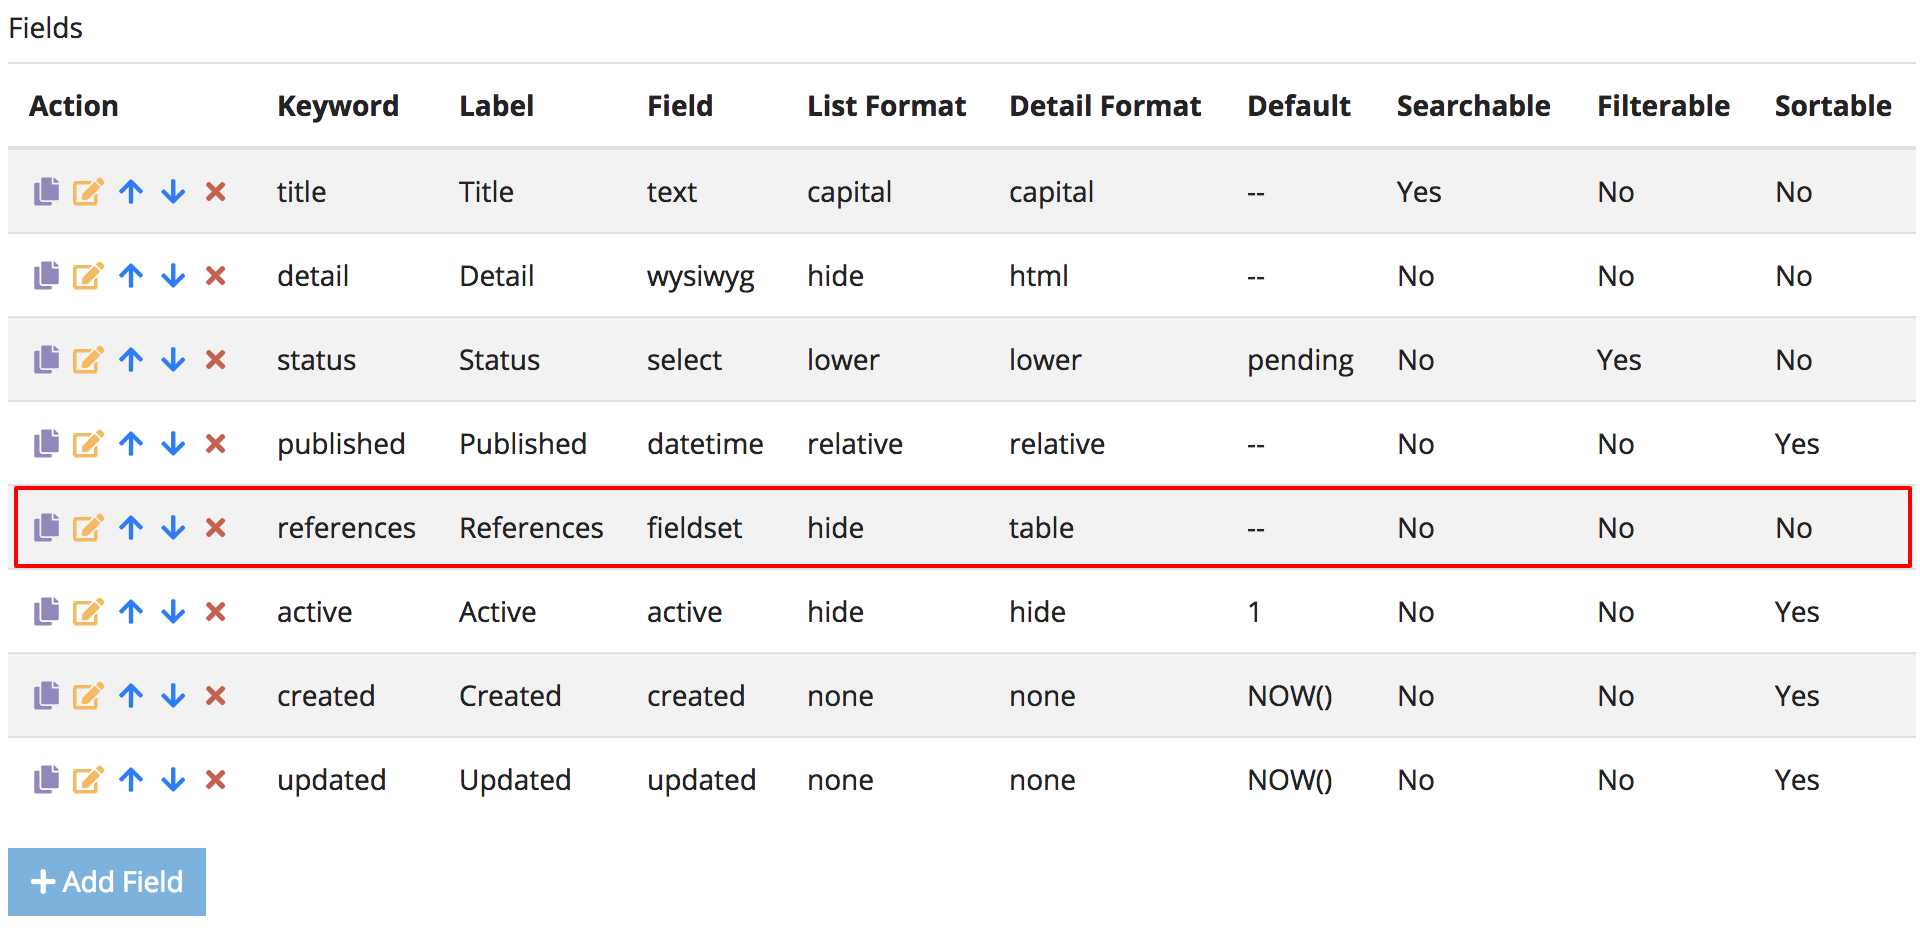 Fields
Action Keyword Label Field List Format Detail Format Default Searchable Filterable Sortable
title Title text capital capital -- Yes No No
detail Detail wysiwyg hide html -- No No No
status Status select lower lower pending No Yes No
published Published datetime relative relative -- No No Yes
references References fieldset hide table -- No No No
active Active active hide hide 1 No No Yes
created Created created none none NOW() No No Yes
updated Updated updated none none NOW() No No Yes
Add Field